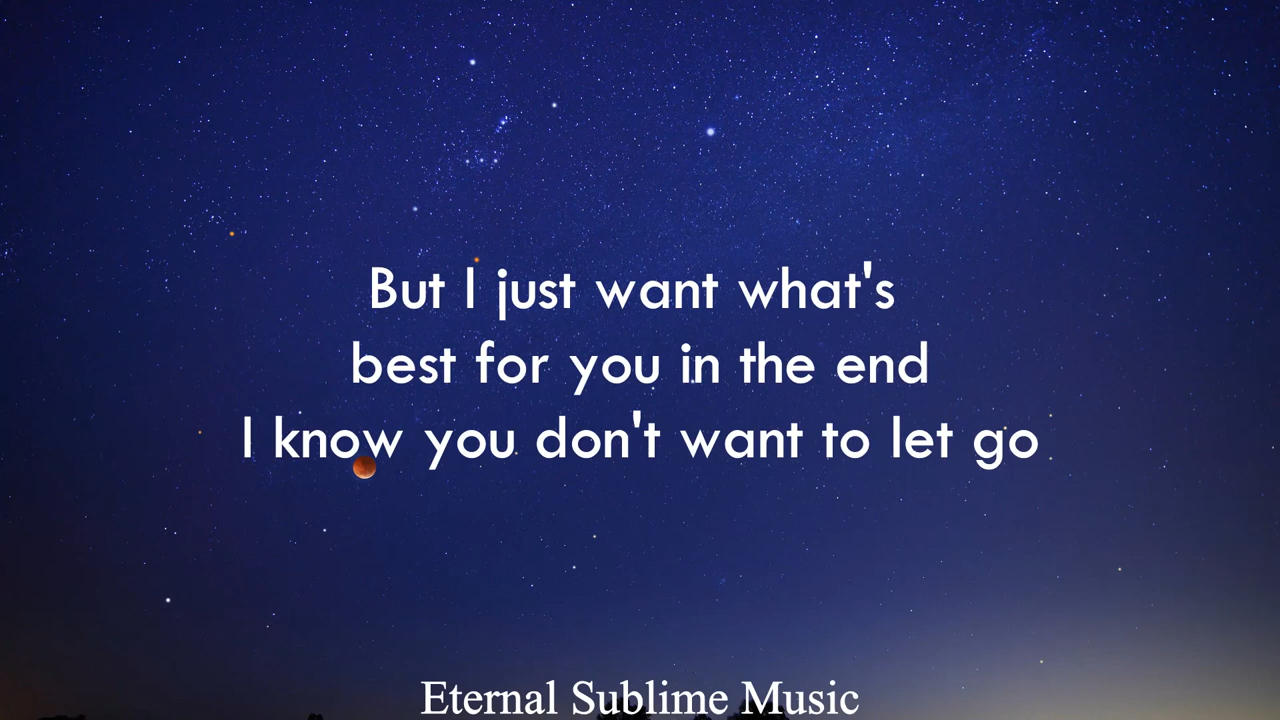 But I just want what's
best for you in the end
I know you don't want to let go
Eternal Sublime Music